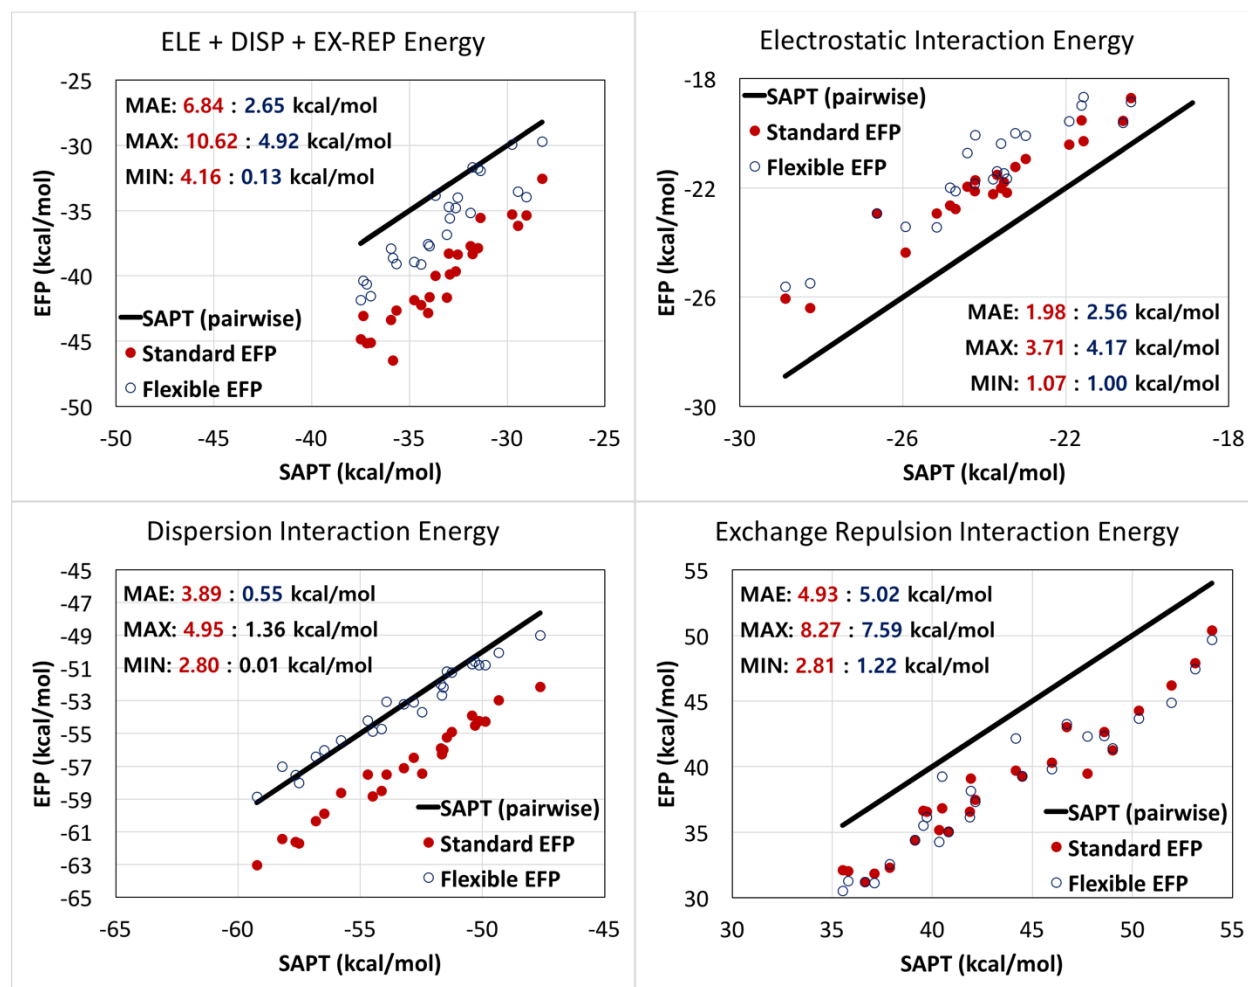 ELE + DISP + EX-REP Energy
-25
-30
-35
-40
-45
-50
EFP (kcal/mol)
MAE: 6.84 : 2.65 kcal/mol
MAX: 10.62 : 4.92 kcal/mol
MIN: 4.16 : 0.13 kcal/mol
SAPT (pairwise)
Standard EFP
Flexible EFP
-50 -45 -40 -35 -30 -25
SAPT (kcal/mol)
Electrostatic Interaction Energy
-18
-22
-26
-30
EFP (kcal/mol)
SAPT (pairwise)
Standard EFP
Flexible EFP
MAE: 1.98 : 2.56 kcal/mol
MAX: 3.71 : 4.17 kcal/mol
MIN: 1.07 : 1.00 kcal/mol
-30 -26 -22 -18
SAPT (kcal/mol)
Dispersion Interaction Energy
-45
-47
-49
-51
-53
-55
-57
-59
-61
-63
-65
EFP (kcal/mol)
MAE: 3.89 : 0.55 kcal/mol
MAX: 4.95 : 1.36 kcal/mol
MIN: 2.80 : 0.01 kcal/mol
SAPT (pairwise)
Standard EFP
Flexible EFP
-65 -60 -55 -50 -45
SAPT (kcal/mol)
Exchange Repulsion Interaction Energy
55
50
45
40
35
30
EFP (kcal/mol)
MAE: 4.93 : 5.02 kcal/mol
MAX: 8.27 : 7.59 kcal/mol
MIN: 2.81 : 1.22 kcal/mol
SAPT (pairwise)
Standard EFP
Flexible EFP
30 35 40 45 50 55
SAPT (kcal/mol)